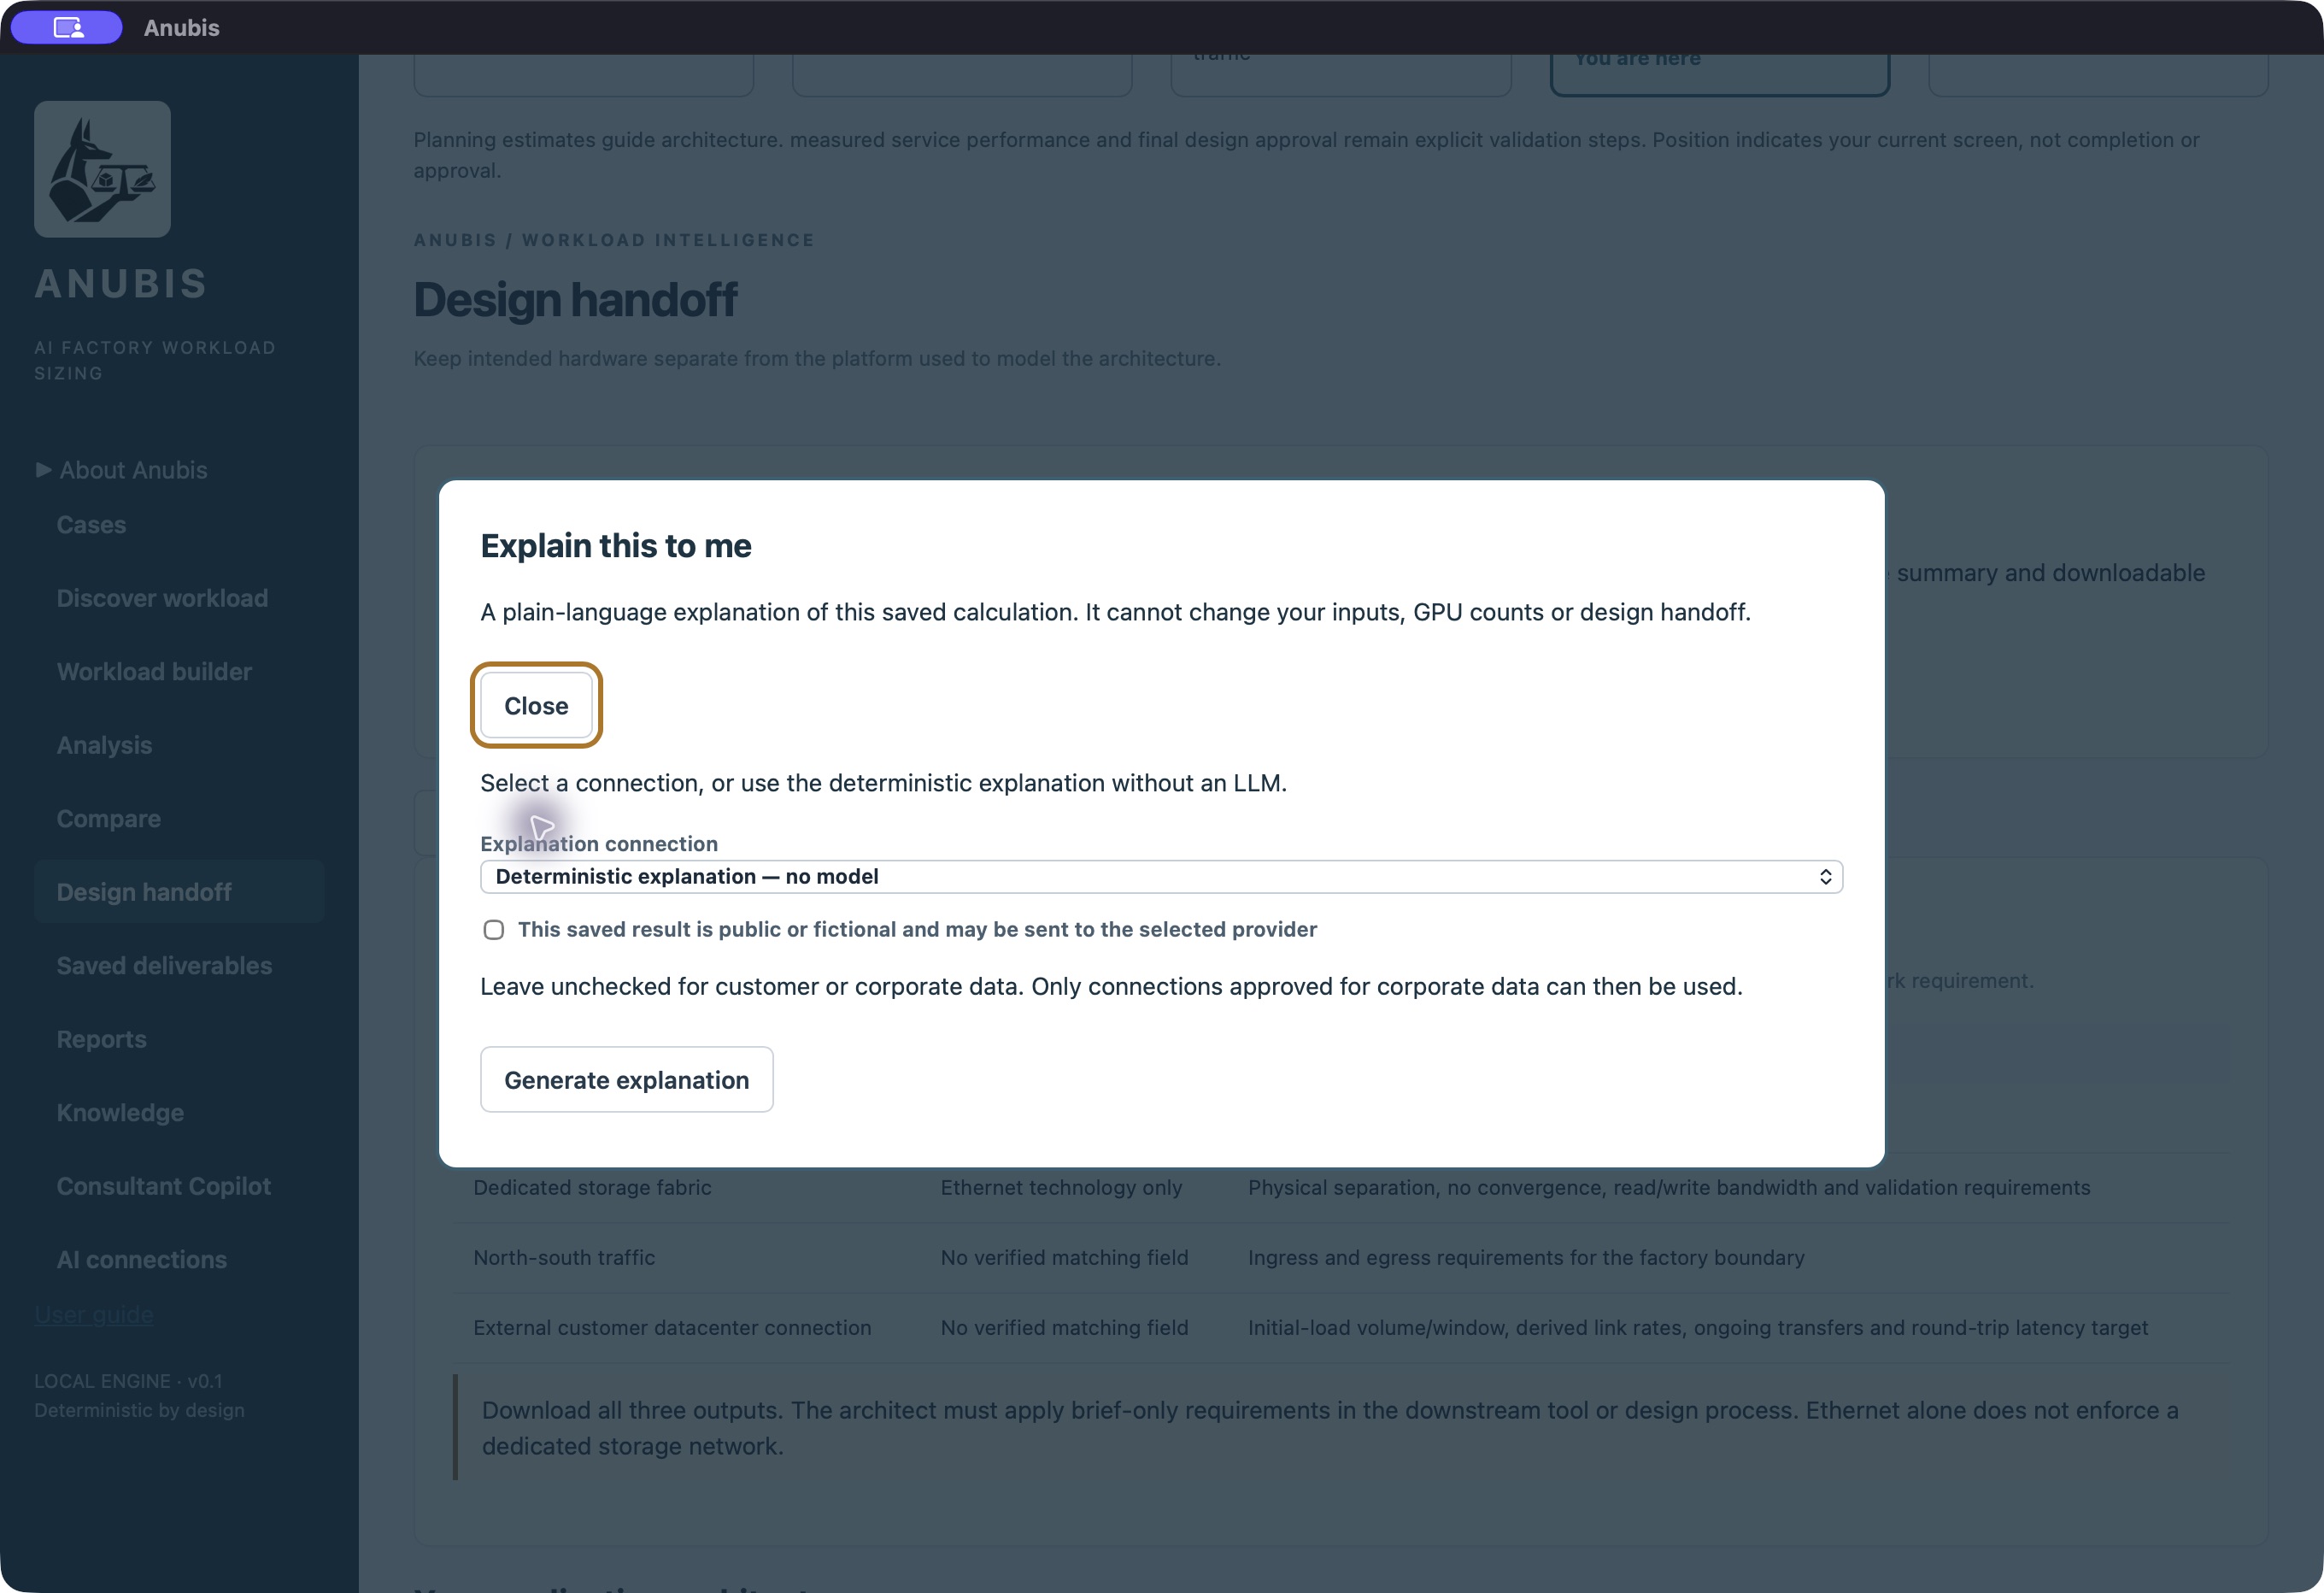 Anubis
ANUBIS
AI FACTORY WORKLOAD
SIZING
▶ About Anubis
Cases
Discover workload
Workload builder
Analysis
Compare
Design handoff
Saved deliverables
Reports
Knowledge
Consultant Copilot
AI connections
User guide
LOCAL ENGINE · v0.1
Deterministic by design
traffic
You are here
Planning estimates guide architecture. measured service performance and final design approval remain explicit validation steps. Position indicates your current screen, not completion or
approval.
ANUBIS / WORKLOAD INTELLIGENCE
Design handoff
Keep intended hardware separate from the platform used to model the architecture.
summary and downloadable
Explain this to me
A plain-language explanation of this saved calculation. It cannot change your inputs, GPU counts or design handoff.
Close
Select a connection, or use the deterministic explanation without an LLM.
Explanation connection
Deterministic explanation — no model
This saved result is public or fictional and may be sent to the selected provider
Leave unchecked for customer or corporate data. Only connections approved for corporate data can then be used.
requirement.
Generate explanation
Dedicated storage fabric Ethernet technology only Physical separation, no convergence, read/write bandwidth and validation requirements
North-south traffic No verified matching field Ingress and egress requirements for the factory boundary
External customer datacenter connection No verified matching field Initial-load volume/window, derived link rates, ongoing transfers and round-trip latency target
Download all three outputs. The architect must apply brief-only requirements in the downstream tool or design process. Ethernet alone does not enforce a
dedicated storage network.